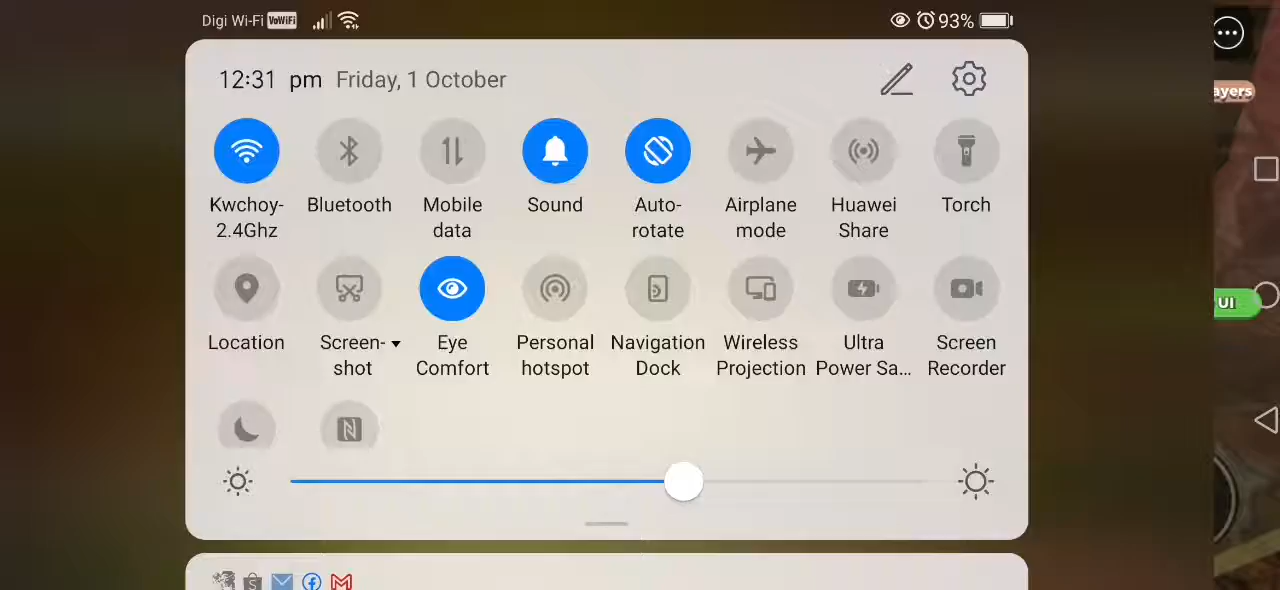 Digi Wi-Fi VoWiFi 93%
12:31 pm Friday, 1 October
ayers
Kwchoy-
2.4Ghz
Bluetooth
Mobile
data
Sound
Auto-
rotate
Airplane
mode
Huawei
Share
Torch
Location
Screen-
shot
Eye
Comfort
Personal
hotspot
Navigation
Dock
Wireless
Projection
Ultra
Power Sa...
Screen
Recorder
UI